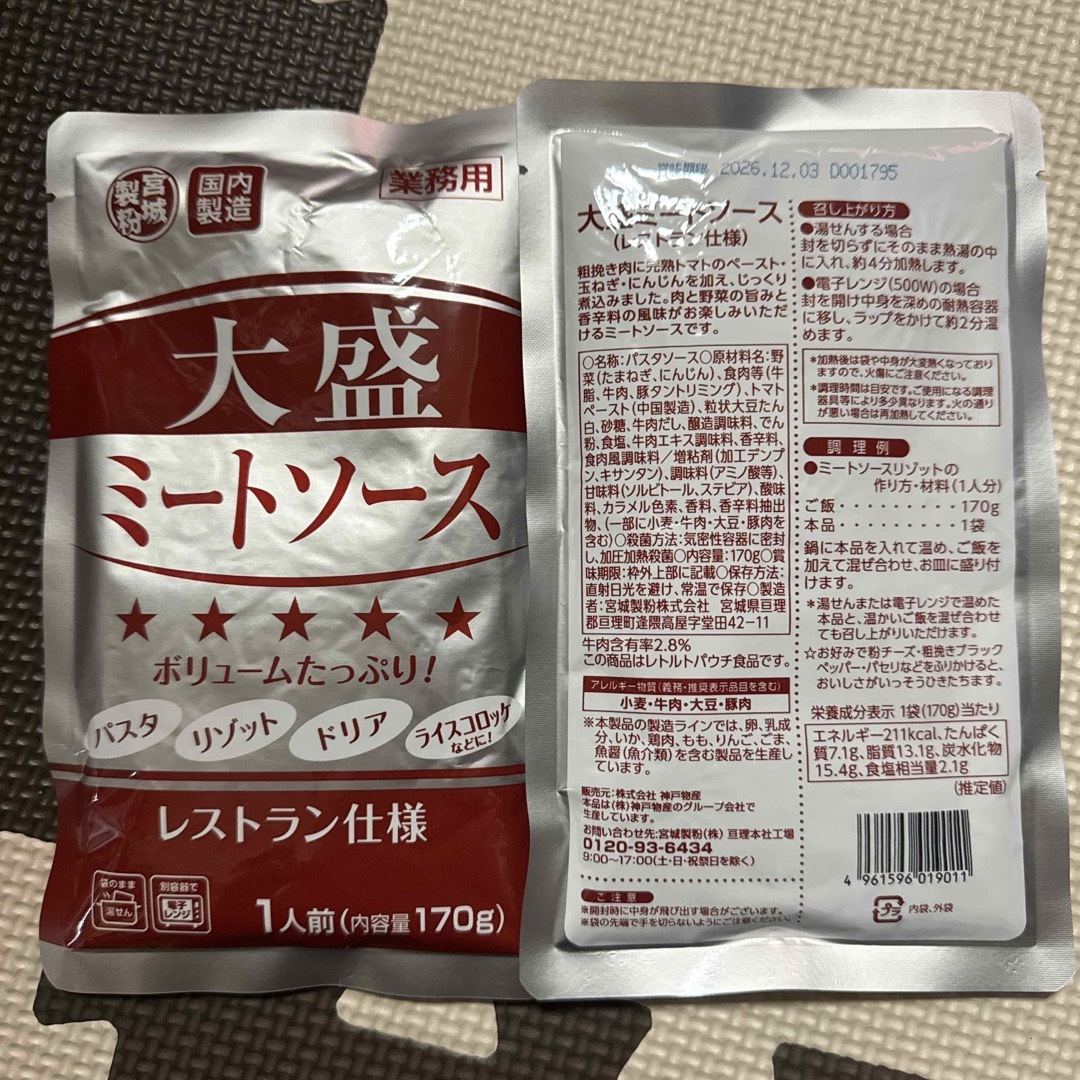 宮城製粉
国内製造
業務用
大盛
ミートソース
★★★★★
ボリュームたっぷり!
パスタ
リゾット
ドリア
ライスコロッケ
などに!
レストラン仕様
袋のまま
湯せん
別容器で
電子レンジ
1人前(内容量170g)
賞味期限 2026.12.03 D001795
大盛ミートソース
(レストラン仕様)
粗挽き肉に完熟トマトのペースト・
玉ねぎ・にんじんを加え、じっくり
煮込みました。肉と野菜の旨みと
香辛料の風味がお楽しみいただ
けるミートソースです。
○名称:パスタソース○原材料名:野
菜(たまねぎ、にんじん)、食肉等(牛
脂、牛肉、豚タントリミング)、トマト
ペースト(中国製造)、粒状大豆たん
白、砂糖、牛肉だし、醸造調味料、でん
粉、食塩、牛肉エキス調味料、香辛料、
食肉風調味料/増粘剤(加工デンプ
ン、キサンタン)、調味料(アミノ酸等)、
甘味料(ソルビトール、ステビア)、酸味
料、カラメル色素、香料、香辛料抽出
物、(一部に小麦・牛肉・大豆・豚肉を
含む)○殺菌方法:気密性容器に密封
し、加圧加熱殺菌○内容量:170g○賞
味期限:枠外上部に記載○保存方法:
直射日光を避け、常温で保存○製造
者:宮城製粉株式会社 宮城県亘理
郡亘理町逢隈高屋字堂田42-11
牛肉含有率2.8%
この商品はレトルトパウチ食品です。
アレルギー物質(義務・推奨表示品目を含む)
小麦・牛肉・大豆・豚肉
※本製品の製造ラインでは、卵、乳成
分、いか、鶏肉、もも、りんご、ごま、
魚醤(魚介類)を含む製品を生産し
ています。
販売元:株式会社 神戸物産
本品は(株)神戸物産のグループ会社で
生産しています。
お問い合わせ先:宮城製粉(株) 亘理本社工場
0120-93-6434
9:00~17:00(土・日・祝祭日を除く)
ご注意
※開封時に中身が飛び出す場合がございます。
※袋の先端で手を切らないようにご注意ください。
召し上がり方
●湯せんする場合
封を切らずにそのまま熱湯の中
に入れ、約4分加熱します。
●電子レンジ(500W)の場合
封を開け中身を深めの耐熱容器
に移し、ラップをかけて約2分温
めます。
*加熱後は袋や中身が大変熱くなっており
ますので、火傷にご注意ください。
*調理時間は目安です。ご使用になる調理
器具等により多少異なります。火の通り
が悪い場合は再加熱してください。
調理例
●ミートソースリゾットの
作り方・材料(1人分)
ご飯・・・・・・・・・170g
本品・・・・・・・・・1袋
鍋に本品を入れて温め、ご飯を
加えて混ぜ合わせ、お皿に盛り付
けます。
*湯せんまたは電子レンジで温めた
本品と、温かいご飯を混ぜ合わせ
ても召し上がりいただけます。
☆お好みで粉チーズ・粗挽きブラック
ペッパー・パセリなどをふりかけると、
おいしさがいっそうひきたちます。
栄養成分表示 1袋(170g)当たり
エネルギー211kcal、たんぱく
質7.1g、脂質13.1g、炭水化物
15.4g、食塩相当量2.1g
(推定値)
4 961596 019011
プラ
内袋、外袋